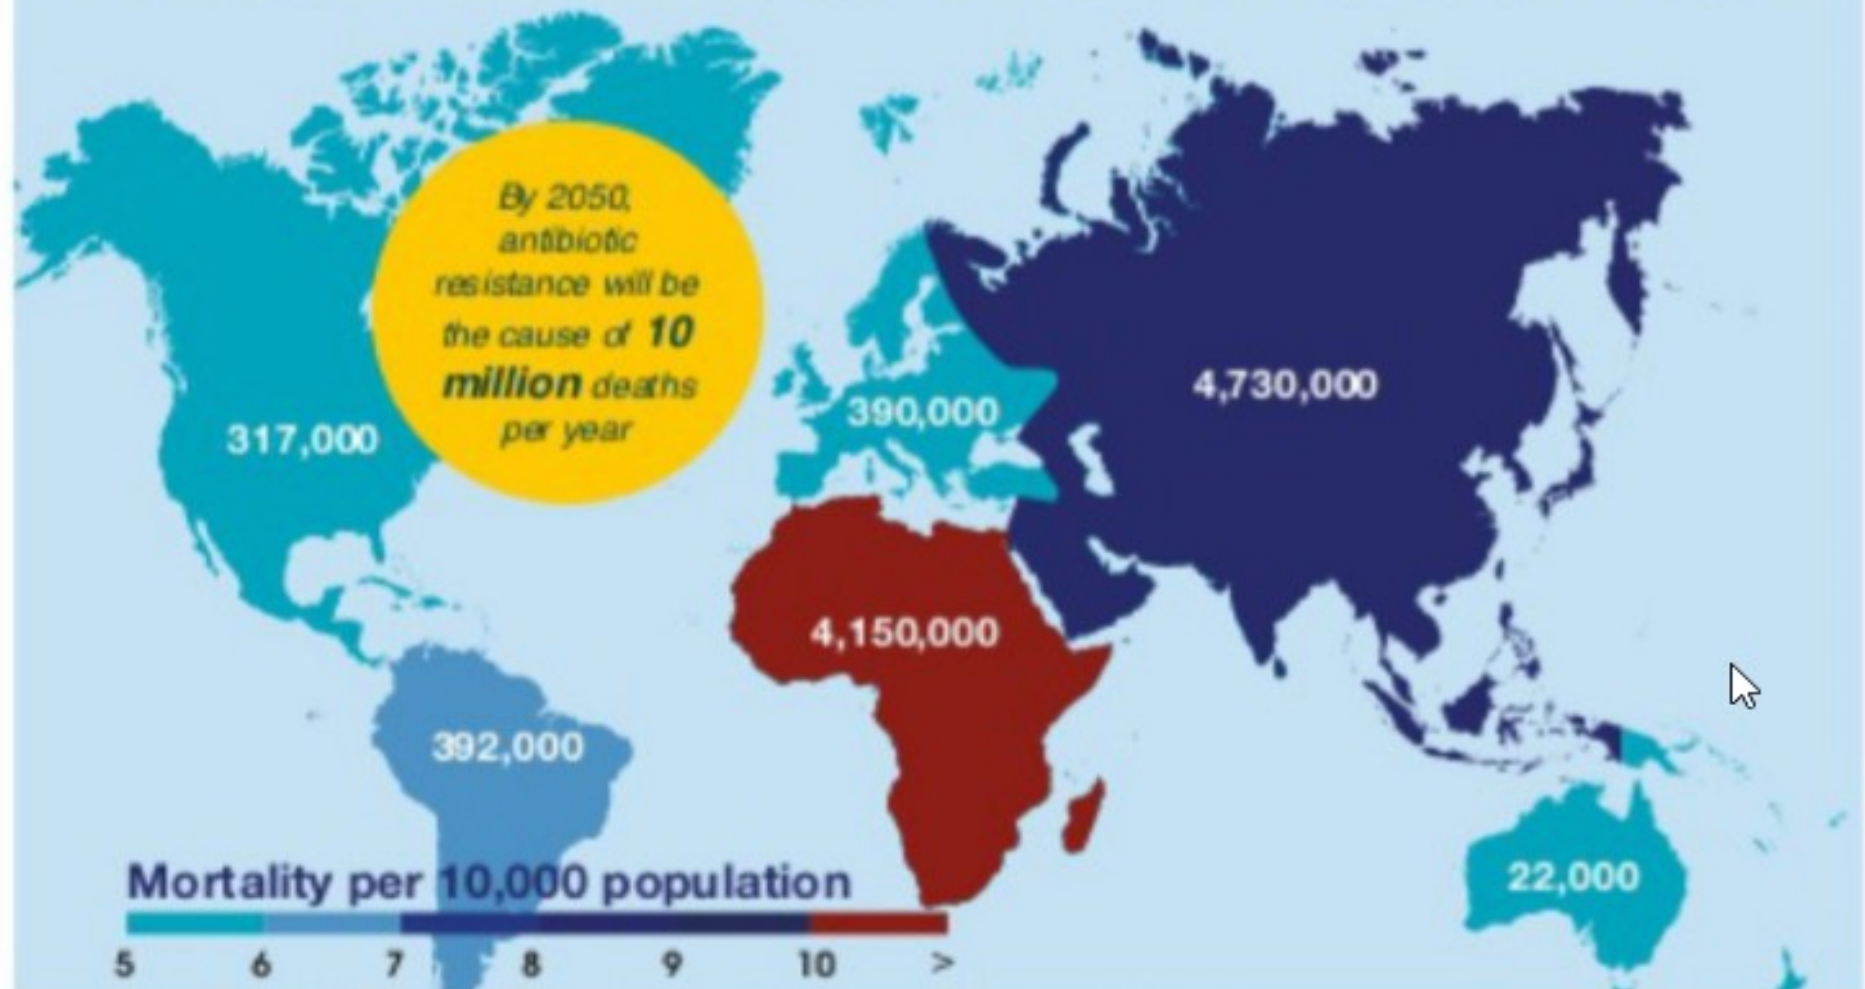 By 2050,
antibiotic
resistance will be
the cause of 10
million deaths
per year
317,000
390,000
4,730,000
4,150,000
392,000
22,000
Mortality per 10,000 population
5 6 7 8 9 10 >